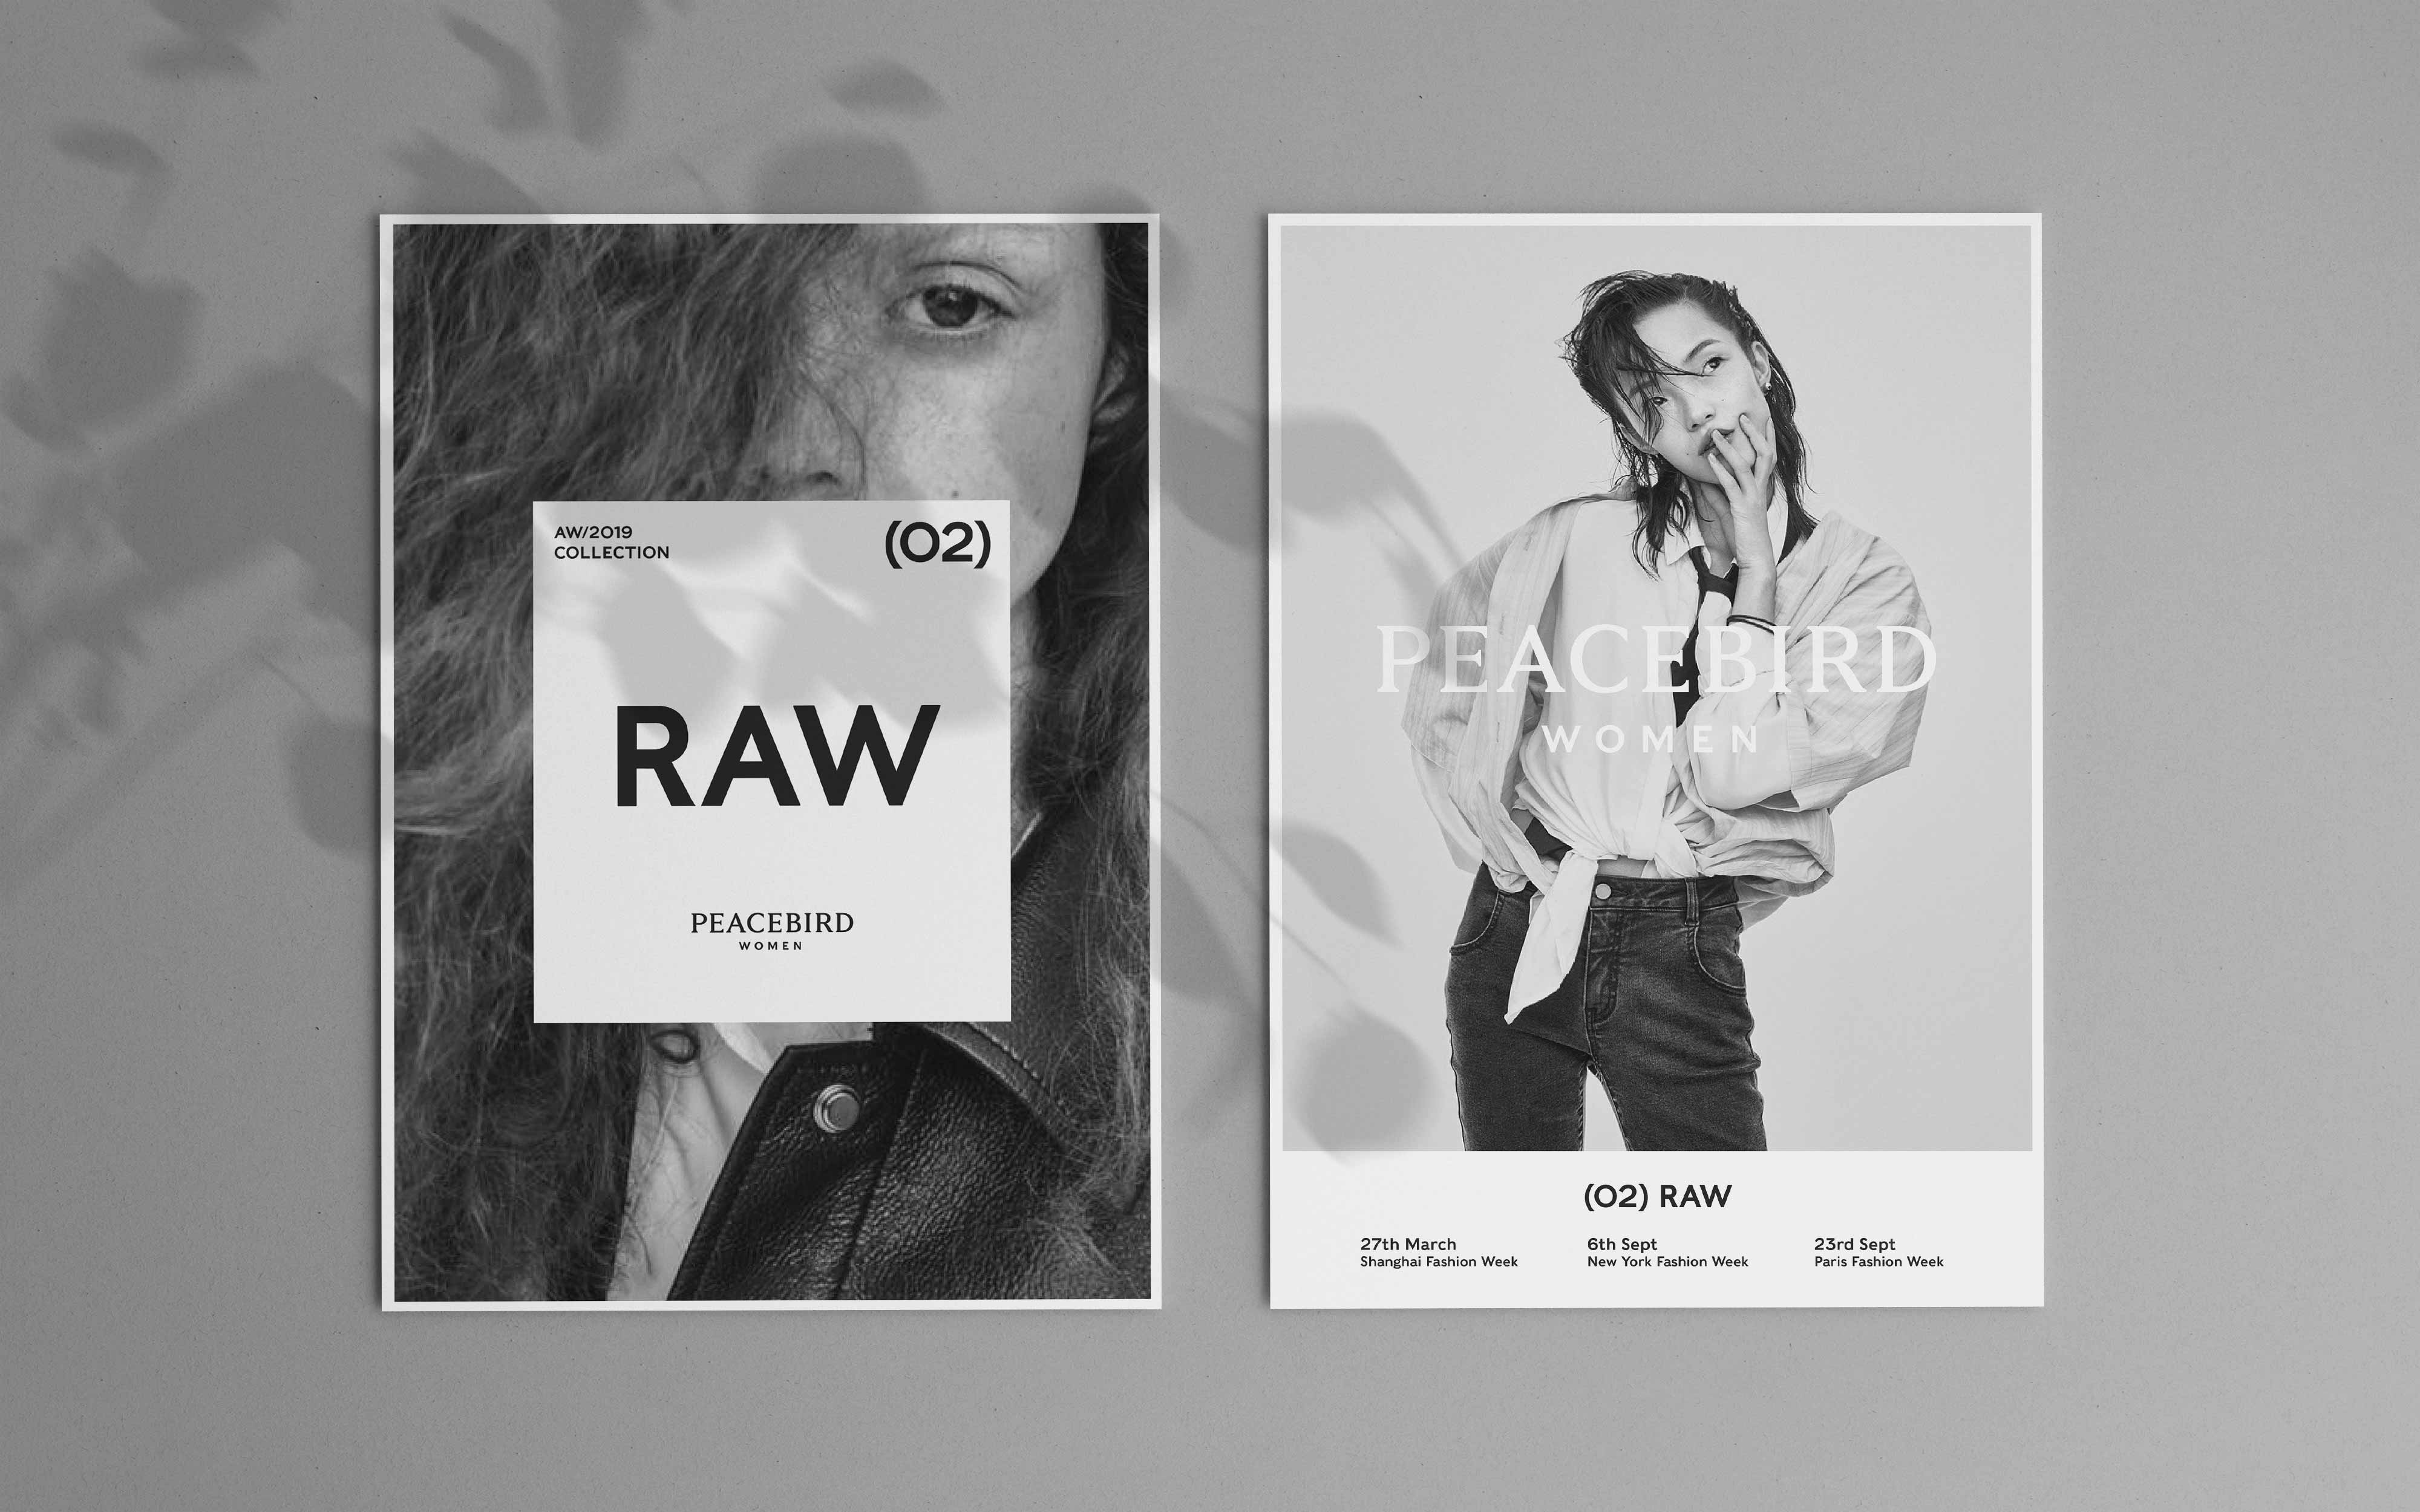 AW/2019
COLLECTION
(02)
RAW
PEACEBIRD
WOMEN
PEACEBIRD
WOMEN
(02) RAW
27th March
Shanghai Fashion Week
6th Sept
New York Fashion Week
23rd Sept
Paris Fashion Week